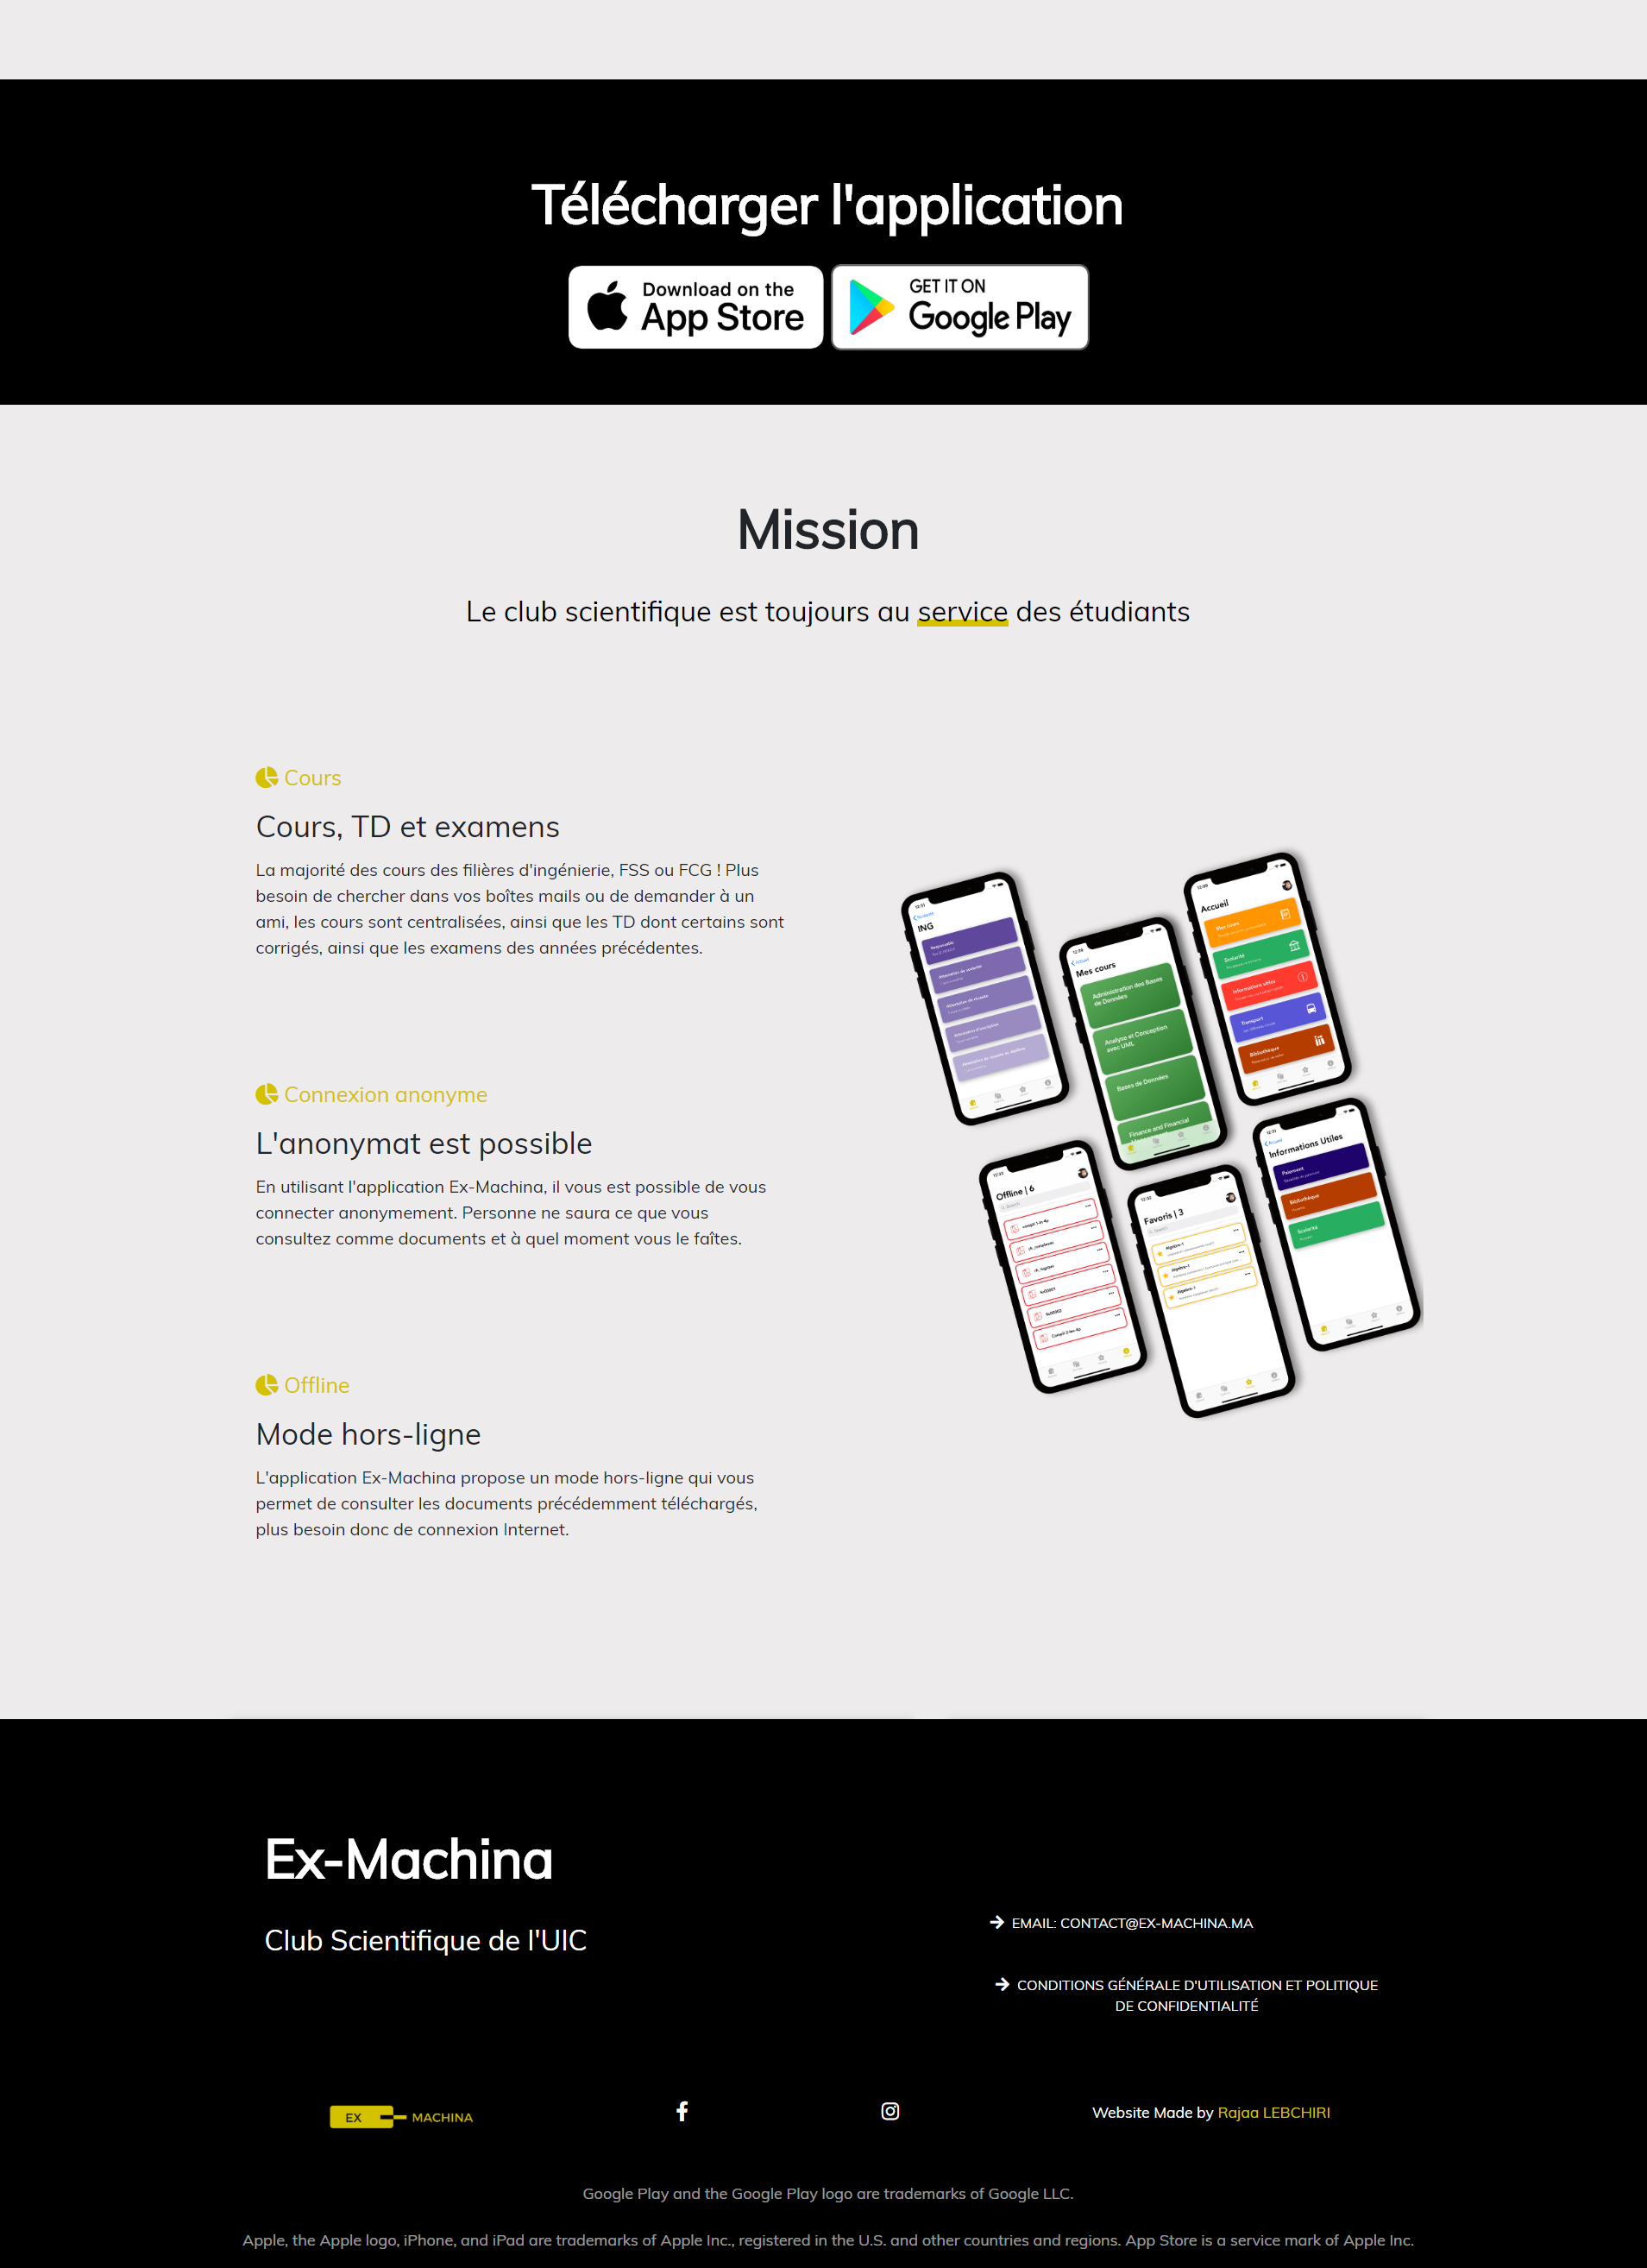 Télécharger l'application
Download on the
App Store
GET IT ON
Google Play
Mission
Le club scientifique est toujours au service des étudiants
Cours
Cours, TD et examens
La majorité des cours des filières d'ingénierie, FSS ou FCG ! Plus
besoin de chercher dans vos boîtes mails ou de demander à un
ami, les cours sont centralisées, ainsi que les TD dont certains sont
corrigés, ainsi que les examens des années précédentes.
Connexion anonyme
L'anonymat est possible
En utilisant l'application Ex-Machina, il vous est possible de vous
connecter anonymement. Personne ne saura ce que vous
consultez comme documents et à quel moment vous le faîtes.
Offline
Mode hors-ligne
L'application Ex-Machina propose un mode hors-ligne qui vous
permet de consulter les documents précédemment téléchargés,
plus besoin donc de connexion Internet.
ING
Responsable
Mes cours
Administration des Bases
de Données
Analyse et Conception
avec UML
Bases de Données
Finance and Financial
Accueil
Mes cours
Scolarité
Informations utiles
Transport
Bibliothèque
Offline | 6
Search
Favoris | 3
Search
Algèbre-1
Algèbre-1
Algèbre-1
Informations Utiles
Paiement
Bibliothèque
Scolarité
Ex-Machina
Club Scientifique de l'UIC
EMAIL: CONTACT@EX-MACHINA.MA
CONDITIONS GÉNÉRALE D'UTILISATION ET POLITIQUE
DE CONFIDENTIALITÉ
EX MACHINA
Website Made by Rajaa LEBCHIRI
Google Play and the Google Play logo are trademarks of Google LLC.
Apple, the Apple logo, iPhone, and iPad are trademarks of Apple Inc., registered in the U.S. and other countries and regions. App Store is a service mark of Apple Inc.